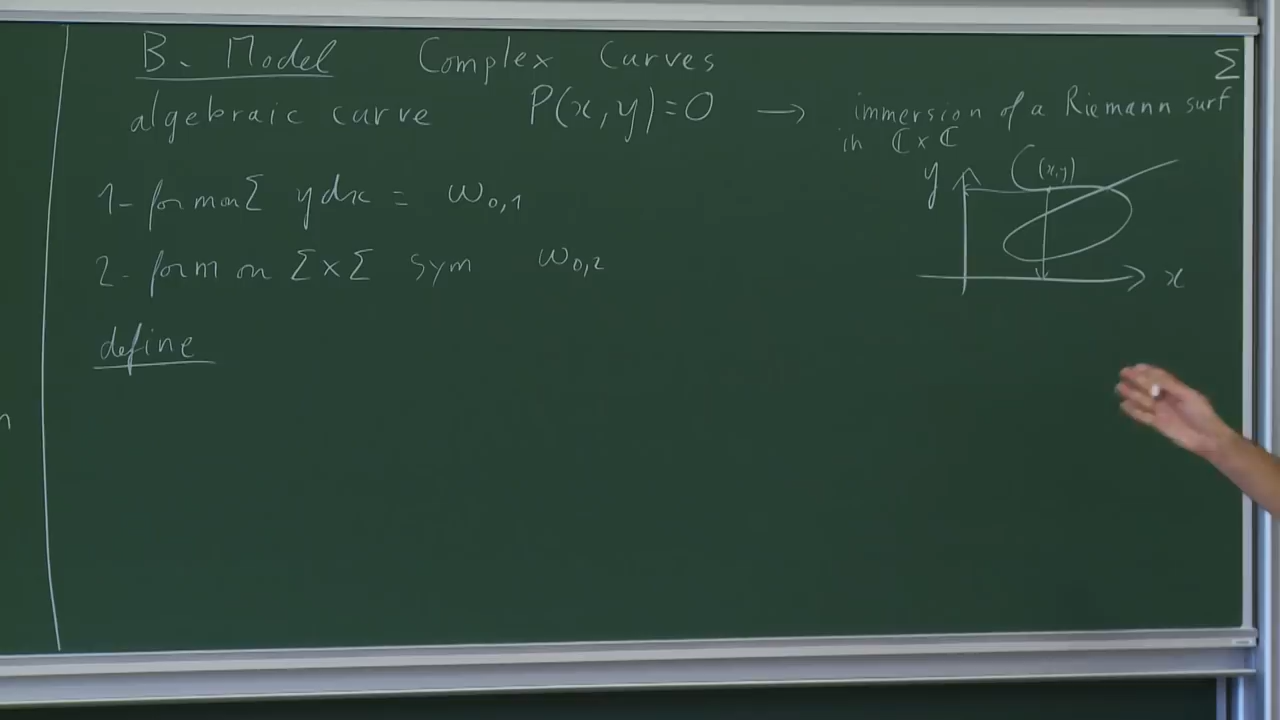 B. Model Complex Curves
Σ
algebraic curve P(x,y)=0 → immersion of a Riemann surf
in ℂ×ℂ
y (x,y)
x
1-form on Σ ydx = ω₀,₁
2-form on Σ×Σ sym ω₀,₂
define
n